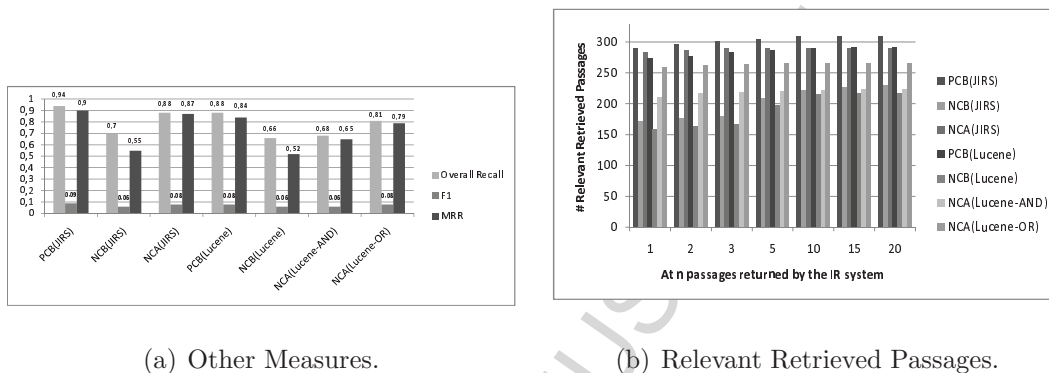 0,94
0,9
0,7
0,55
0,88
0,87
0,88
0,84
0,66
0,52
0,68
0,65
0,81
0,79
0.09
0.06
0.08
0.08
0.06
0.06
0.08
1
0,9
0,8
0,7
0,6
0,5
0,4
0,3
0,2
0,1
0
PCB(JIRS)
NCB(JIRS)
NCA(JIRS)
PCB(Lucene)
NCB(Lucene)
NCA(Lucene-AND)
NCA(Lucene-OR)
Overall Recall
F1
MRR
(a) Other Measures.
# Relevant Retrieved Passages
300
250
200
150
100
50
0
1 2 3 5 10 15 20
At n passages returned by the IR system
PCB(JIRS)
NCB(JIRS)
NCA(JIRS)
PCB(Lucene)
NCB(Lucene)
NCA(Lucene-AND)
NCA(Lucene-OR)
(b) Relevant Retrieved Passages.